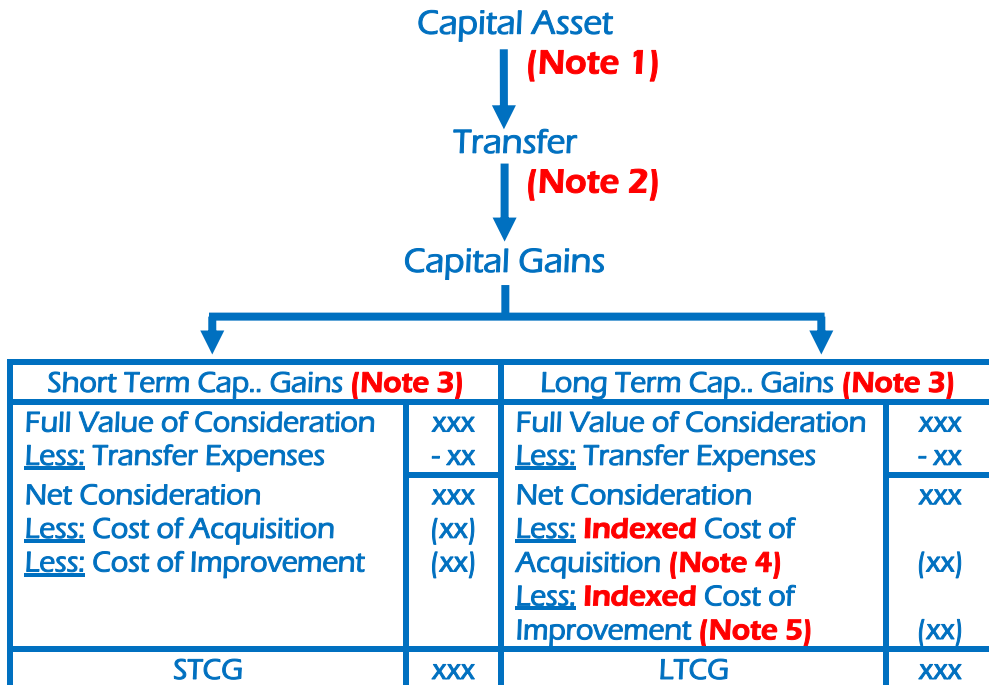 Capital Asset
(Note 1)
Transfer
(Note 2)
Capital Gains
Short Term Cap.. Gains (Note 3)
Full Value of Consideration xxx
Less: Transfer Expenses - xx
Net Consideration xxx
Less: Cost of Acquisition (xx)
Less: Cost of Improvement (xx)
STCG xxx
Long Term Cap.. Gains (Note 3)
Full Value of Consideration xxx
Less: Transfer Expenses - xx
Net Consideration xxx
Less: Indexed Cost of
Acquisition (Note 4) (xx)
Less: Indexed Cost of
Improvement (Note 5) (xx)
LTCG xxx